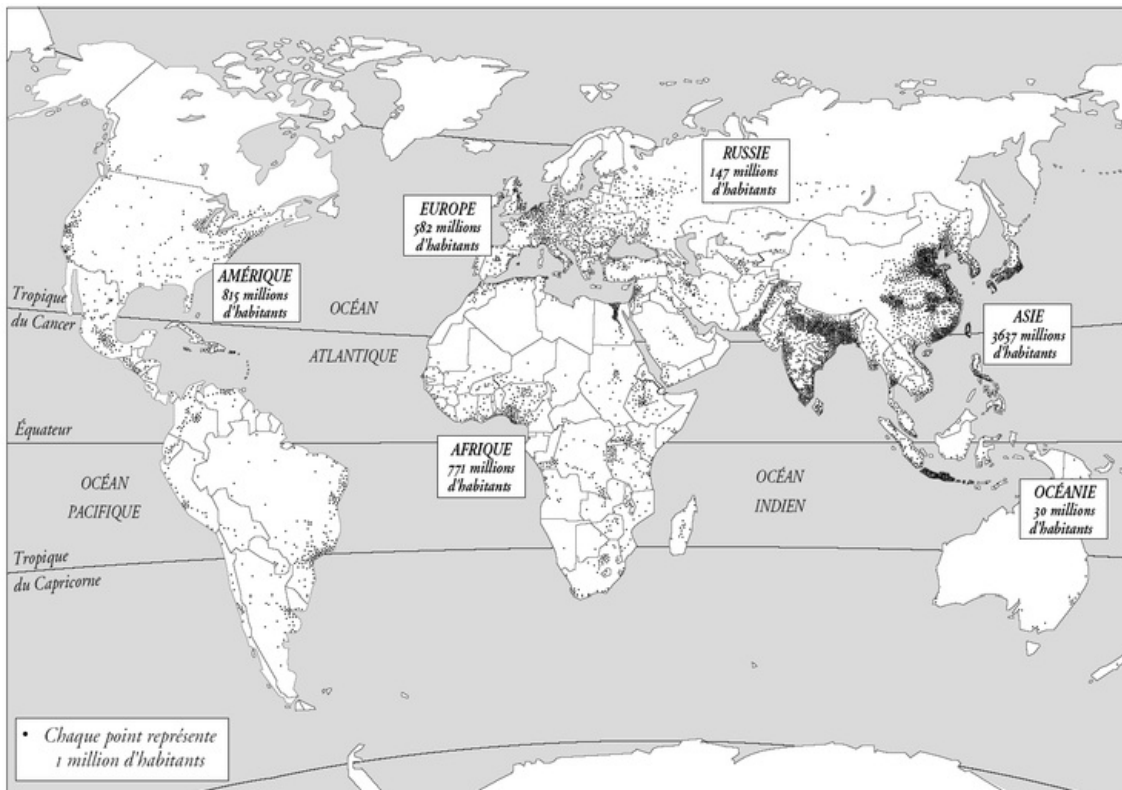 RUSSIE
147 millions
d'habitants
EUROPE
582 millions
d'habitants
AMÉRIQUE
815 millions
d'habitants
Tropique
du Cancer
OCÉAN
ATLANTIQUE
ASIE
3637 millions
d'habitants
Équateur
AFRIQUE
771 millions
d'habitants
OCÉAN
PACIFIQUE
OCÉAN
INDIEN
OCÉANIE
30 millions
d'habitants
Tropique
du Capricorne
• Chaque point représente
1 million d'habitants